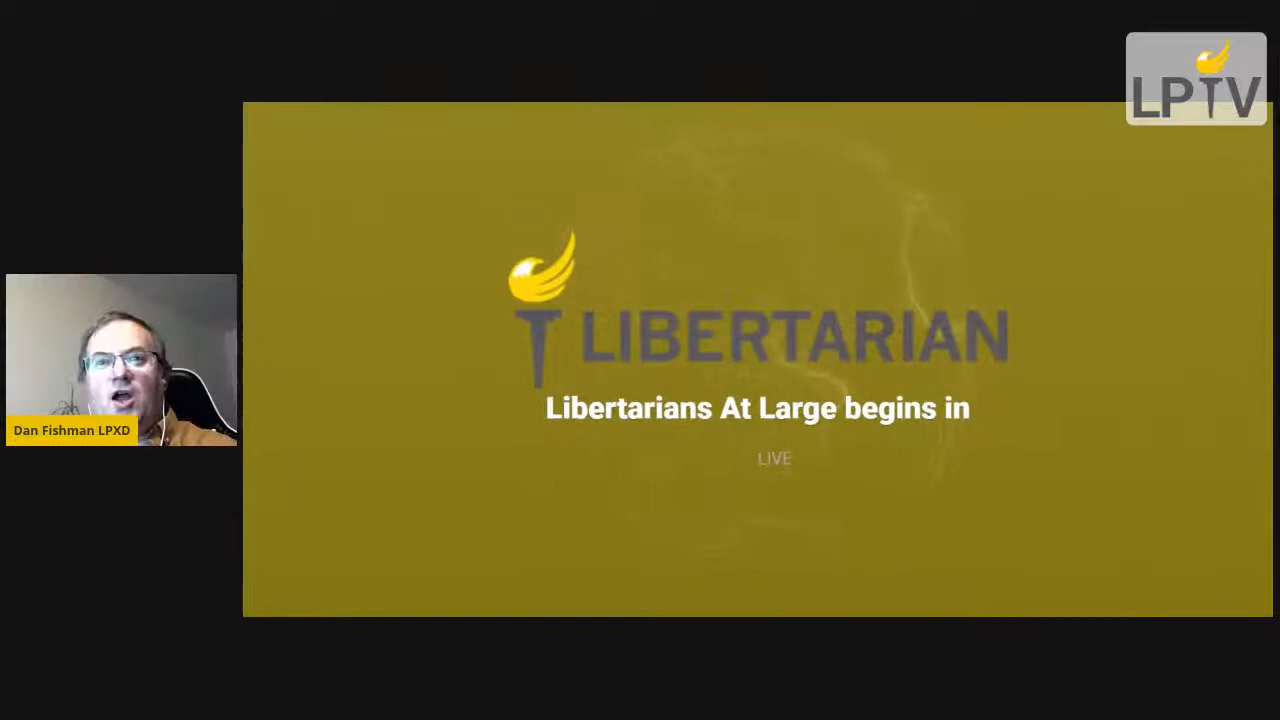 LPTV
LIBERTARIAN
Libertarians At Large begins in
LIVE
Dan Fishman LPXD